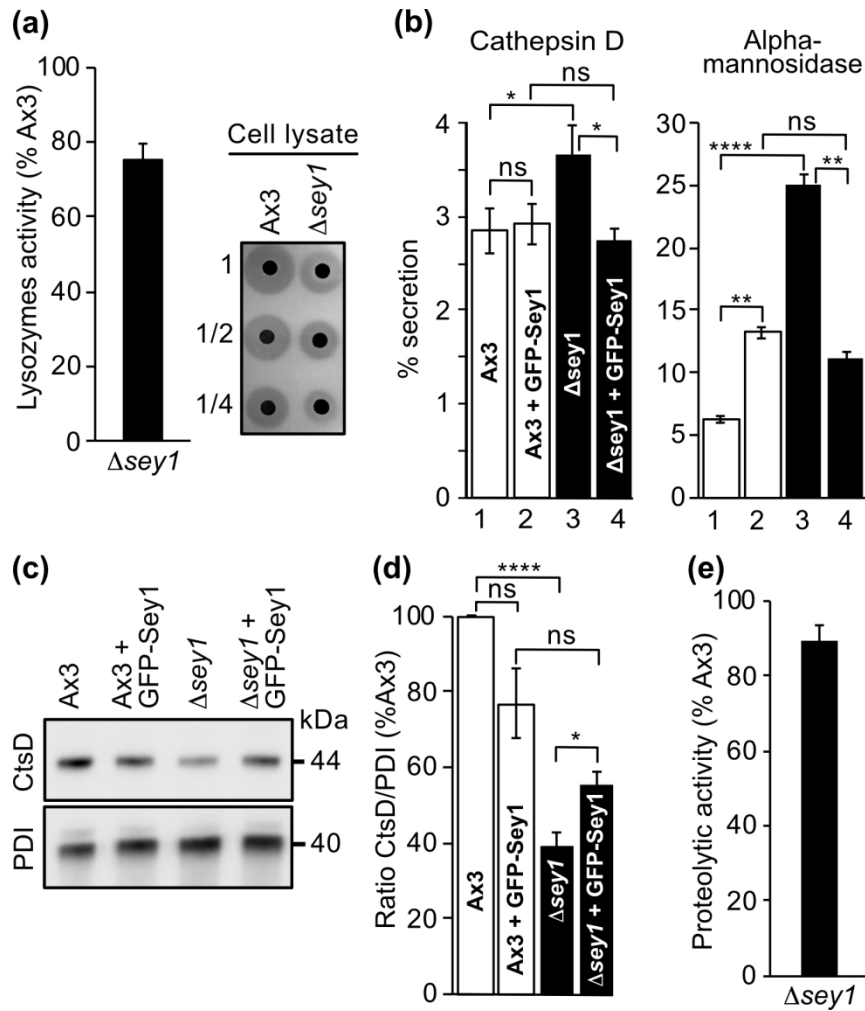 (a)
Lysozymes activity (% Ax3)
100
80
60
40
20
0
Δsey1
Cell lysate
Ax3
Δsey1
1
1/2
1/4
(b)
Cathepsin D
% secretion
4
3
2
1
0
ns
*
*
ns
Ax3
Ax3 + GFP-Sey1
Δsey1
Δsey1 + GFP-Sey1
1 2 3 4
Alpha-
mannosidase
30
25
20
15
10
5
0
ns
****
**
**
1 2 3 4
(c)
Ax3
Ax3 +
GFP-Sey1
Δsey1
Δsey1 +
GFP-Sey1
kDa
CtsD
44
PDI
40
(d)
Ratio CtsD/PDI (%Ax3)
100
80
60
40
20
0
****
ns
ns
*
Ax3
Ax3 + GFP-Sey1
Δsey1
Δsey1 + GFP-Sey1
(e)
Proteolytic activity (% Ax3)
100
90
80
60
40
20
0
Δsey1